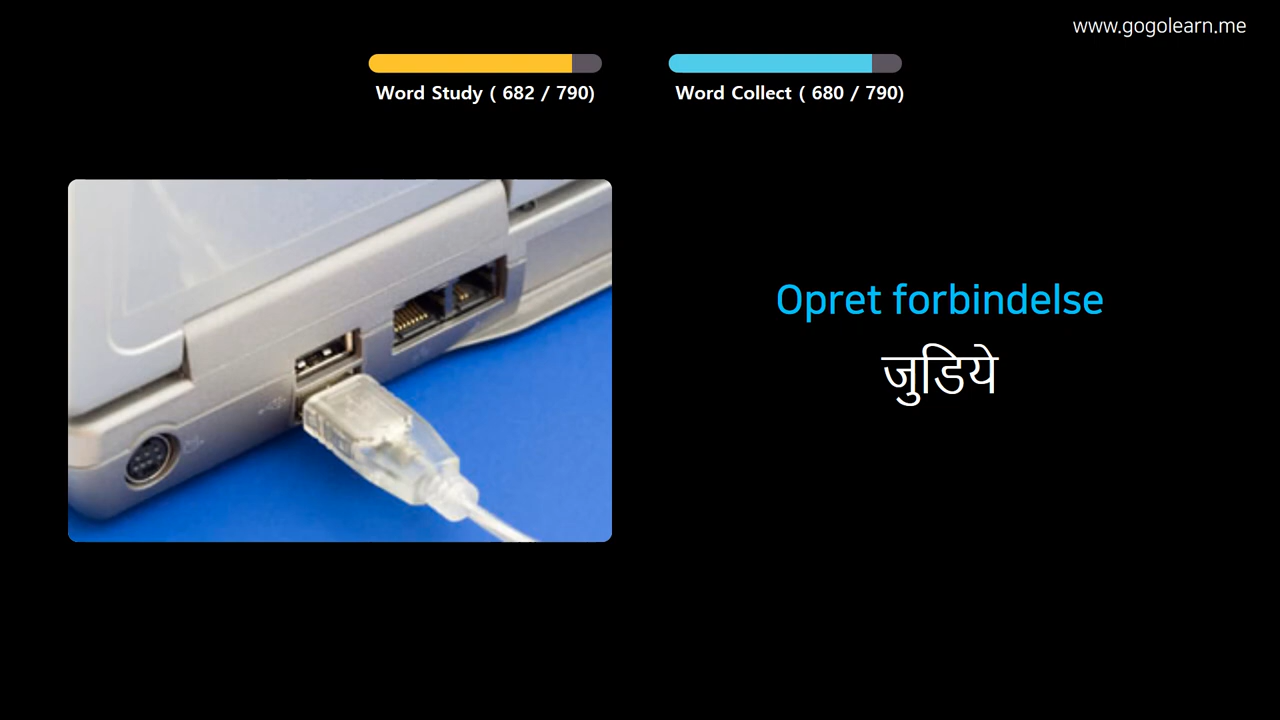 www.gogolearn.me
Word Study ( 682 / 790)
Word Collect ( 680 / 790)
Opret forbindelse
जुडिये